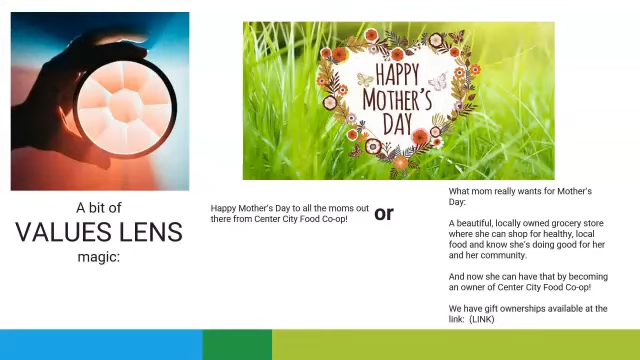 HAPPY
MOTHER'S
DAY
A bit of
VALUES LENS
magic:
Happy Mother's Day to all the moms out
there from Center City Food Co-op!
or
What mom really wants for Mother's
Day:
A beautiful, locally owned grocery store
where she can shop for healthy, local
food and know she's doing good for her
and her community.
And now she can have that by becoming
an owner of Center City Food Co-op!
We have gift ownerships available at the
link: (LINK)